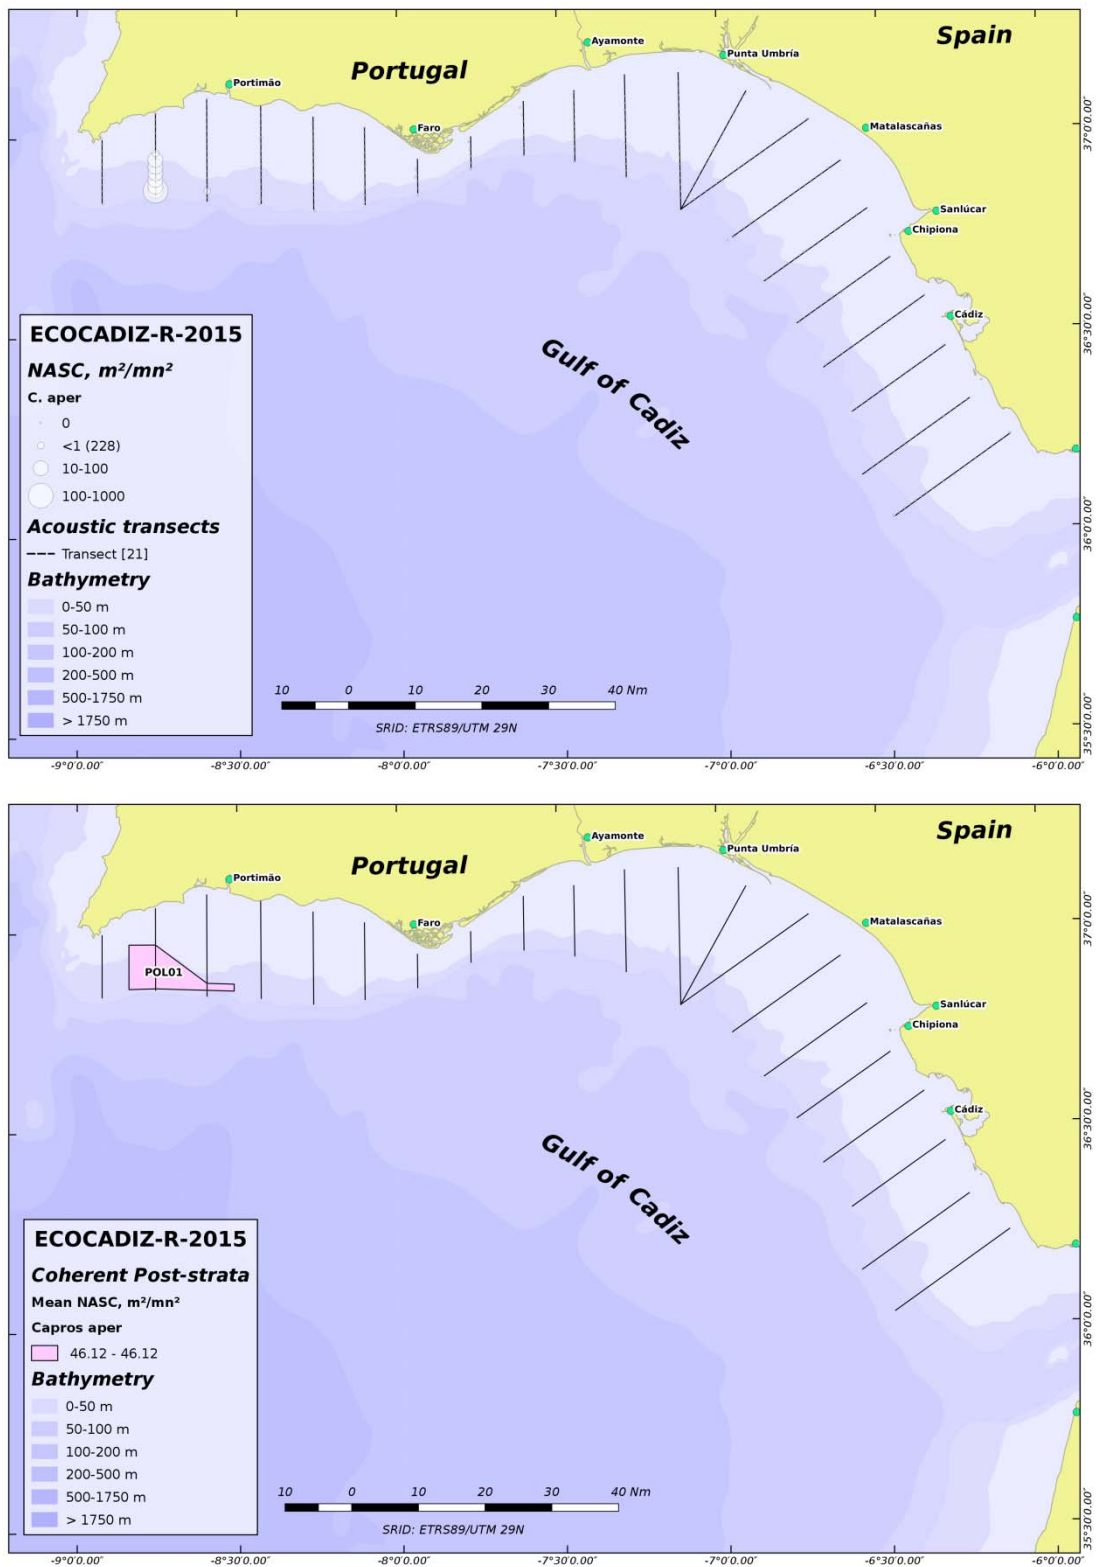 Spain
Portugal
Ayamonte
Punta Umbría
Portimão
Faro
Matalascañas
Sanlúcar
Chipiona
Cádiz
Gulf of Cadiz
37°0'0.00"
36°30'0.00"
36°0'0.00"
35°30'0.00"
ECOCADIZ-R-2015
NASC, m²/mn²
C. aper
0
<1 (228)
10-100
100-1000
Acoustic transects
Transect [21]
Bathymetry
0-50 m
50-100 m
100-200 m
200-500 m
500-1750 m
> 1750 m
10 0 10 20 30 40 Nm
SRID: ETRS89/UTM 29N
-9°0'0.00" -8°30'0.00" -8°0'0.00" -7°30'0.00" -7°0'0.00" -6°30'0.00" -6°0'0.00"
Spain
Portugal
Ayamonte
Punta Umbría
Portimão
Faro
Matalascañas
POL01
Sanlúcar
Chipiona
Cádiz
Gulf of Cadiz
37°0'0.00"
36°30'0.00"
36°0'0.00"
35°30'0.00"
ECOCADIZ-R-2015
Coherent Post-strata
Mean NASC, m²/mn²
Capros aper
46.12 - 46.12
Bathymetry
0-50 m
50-100 m
100-200 m
200-500 m
500-1750 m
> 1750 m
10 0 10 20 30 40 Nm
SRID: ETRS89/UTM 29N
-9°0'0.00" -8°30'0.00" -8°0'0.00" -7°30'0.00" -7°0'0.00" -6°30'0.00" -6°0'0.00"